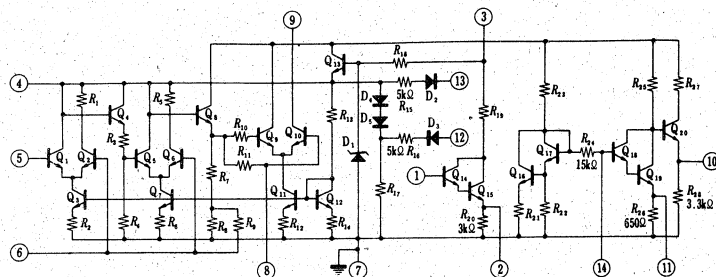 9
3
Q13
R18
4
R1
Q4
R5
Q8
D4
5kΩ
R15
D2
13
R23
R25
R27
R3
R10
Q9
Q10
R13
D5
R19
Q20
5
Q1
Q2
Q5
Q6
R11
D1
5kΩ
R16
D3
12
Q17
R24
15kΩ
Q18
10
Q3
Q7
R7
Q11
Q12
R17
1
Q14
Q15
Q16
Q19
R2
R4
R6
R8
R9
R12
R14
R20
3kΩ
R21
R22
R26
650Ω
R28
3.3kΩ
6
8
7
2
14
11